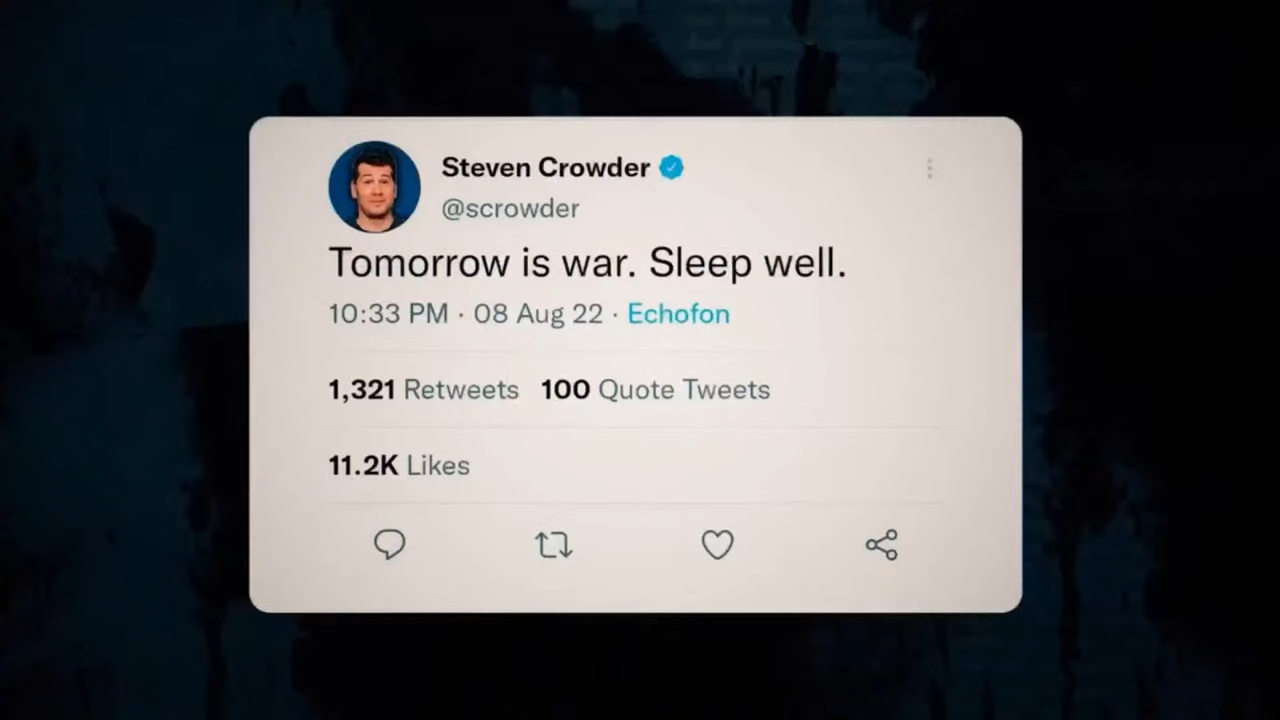 Steven Crowder
@scrowder
Tomorrow is war. Sleep well.
10:33 PM · 08 Aug 22 · Echofon
1,321 Retweets 100 Quote Tweets
11.2K Likes